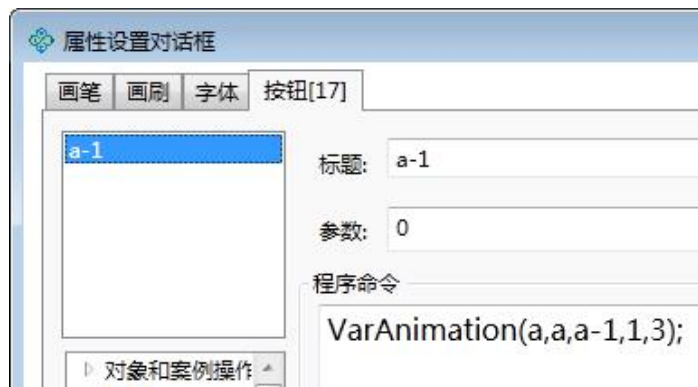 属性设置对话框
画笔 画刷 字体 按钮[17]
a-1
标题: a-1
参数: 0
程序命令
VarAnimation(a,a,a-1,1,3);
对象和案例操作